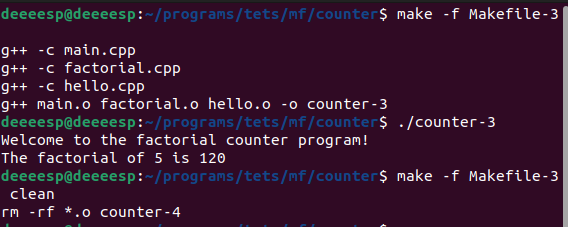 deeeesp@deeeesp:~/programs/tets/mf/counter$ make -f Makefile-3
g++ -c main.cpp
g++ -c factorial.cpp
g++ -c hello.cpp
g++ main.o factorial.o hello.o -o counter-3
deeeesp@deeeesp:~/programs/tets/mf/counter$ ./counter-3
Welcome to the factorial counter program!
The factorial of 5 is 120
deeeesp@deeeesp:~/programs/tets/mf/counter$ make -f Makefile-3
 clean
rm -rf *.o counter-4